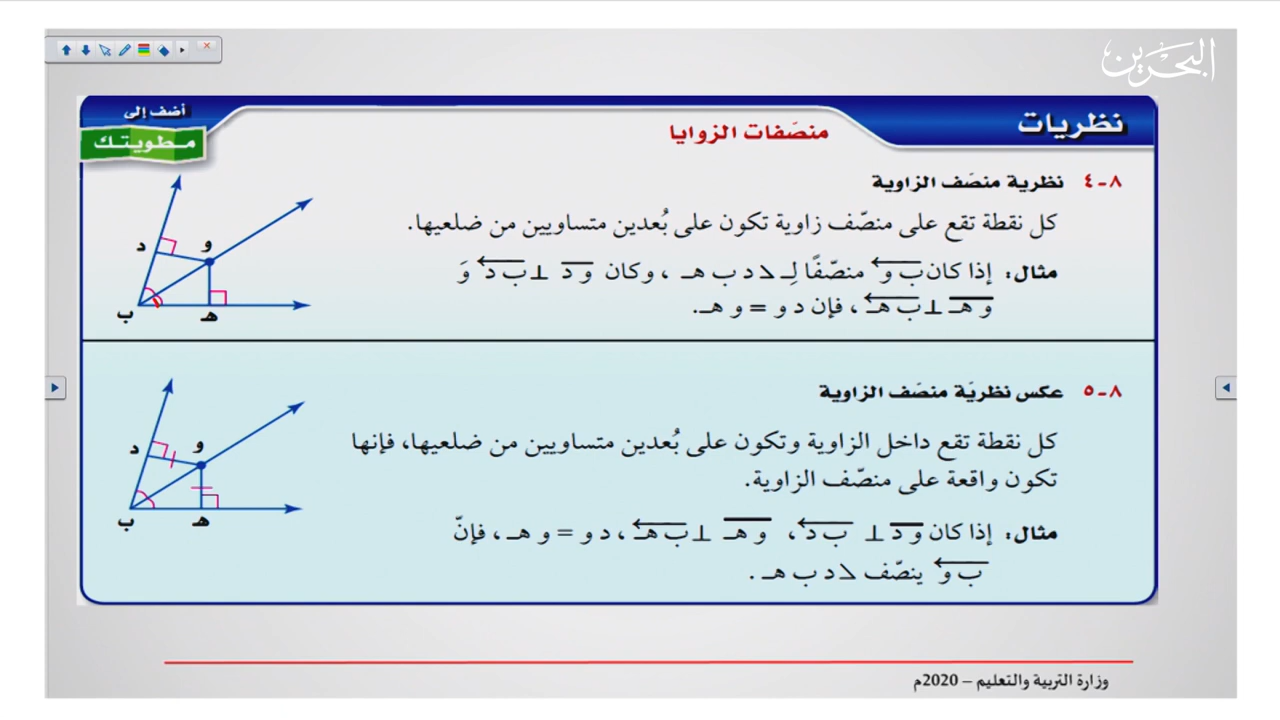 البحرين
نظريات
منصّفات الزوايا
أضف إلى
مـطويتـك
٨-٤ نظرية منصّف الزاوية
كل نقطة تقع على منصّف زاوية تكون على بُعدين متساويين من ضلعيها.
مثال: إذا كان ب و منصّفًا لِـ ∠ د ب هـ ، وكان و د ⊥ ب د وَ
و هـ ⊥ ب هـ ، فإن د و = و هـ.
د
و
ب
هـ
٨-٥ عكس نظريّة منصّف الزاوية
كل نقطة تقع داخل الزاوية وتكون على بُعدين متساويين من ضلعيها، فإنها
تكون واقعة على منصّف الزاوية.
مثال: إذا كان و د ⊥ ب د، و هـ ⊥ ب هـ ، د و = و هـ ، فإنّ
ب و ينصّف ∠ د ب هـ .
د
و
ب
هـ
وزارة التربية والتعليم – 2020م